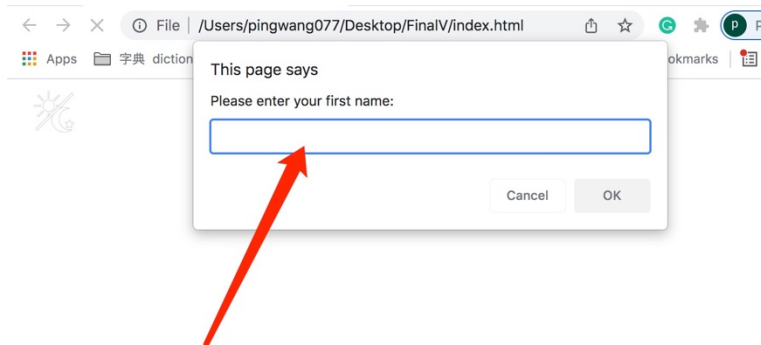 File | /Users/pingwang077/Desktop/FinalV/index.html
P P
Apps 字典 diction
okmarks
This page says
Please enter your first name:
Cancel OK